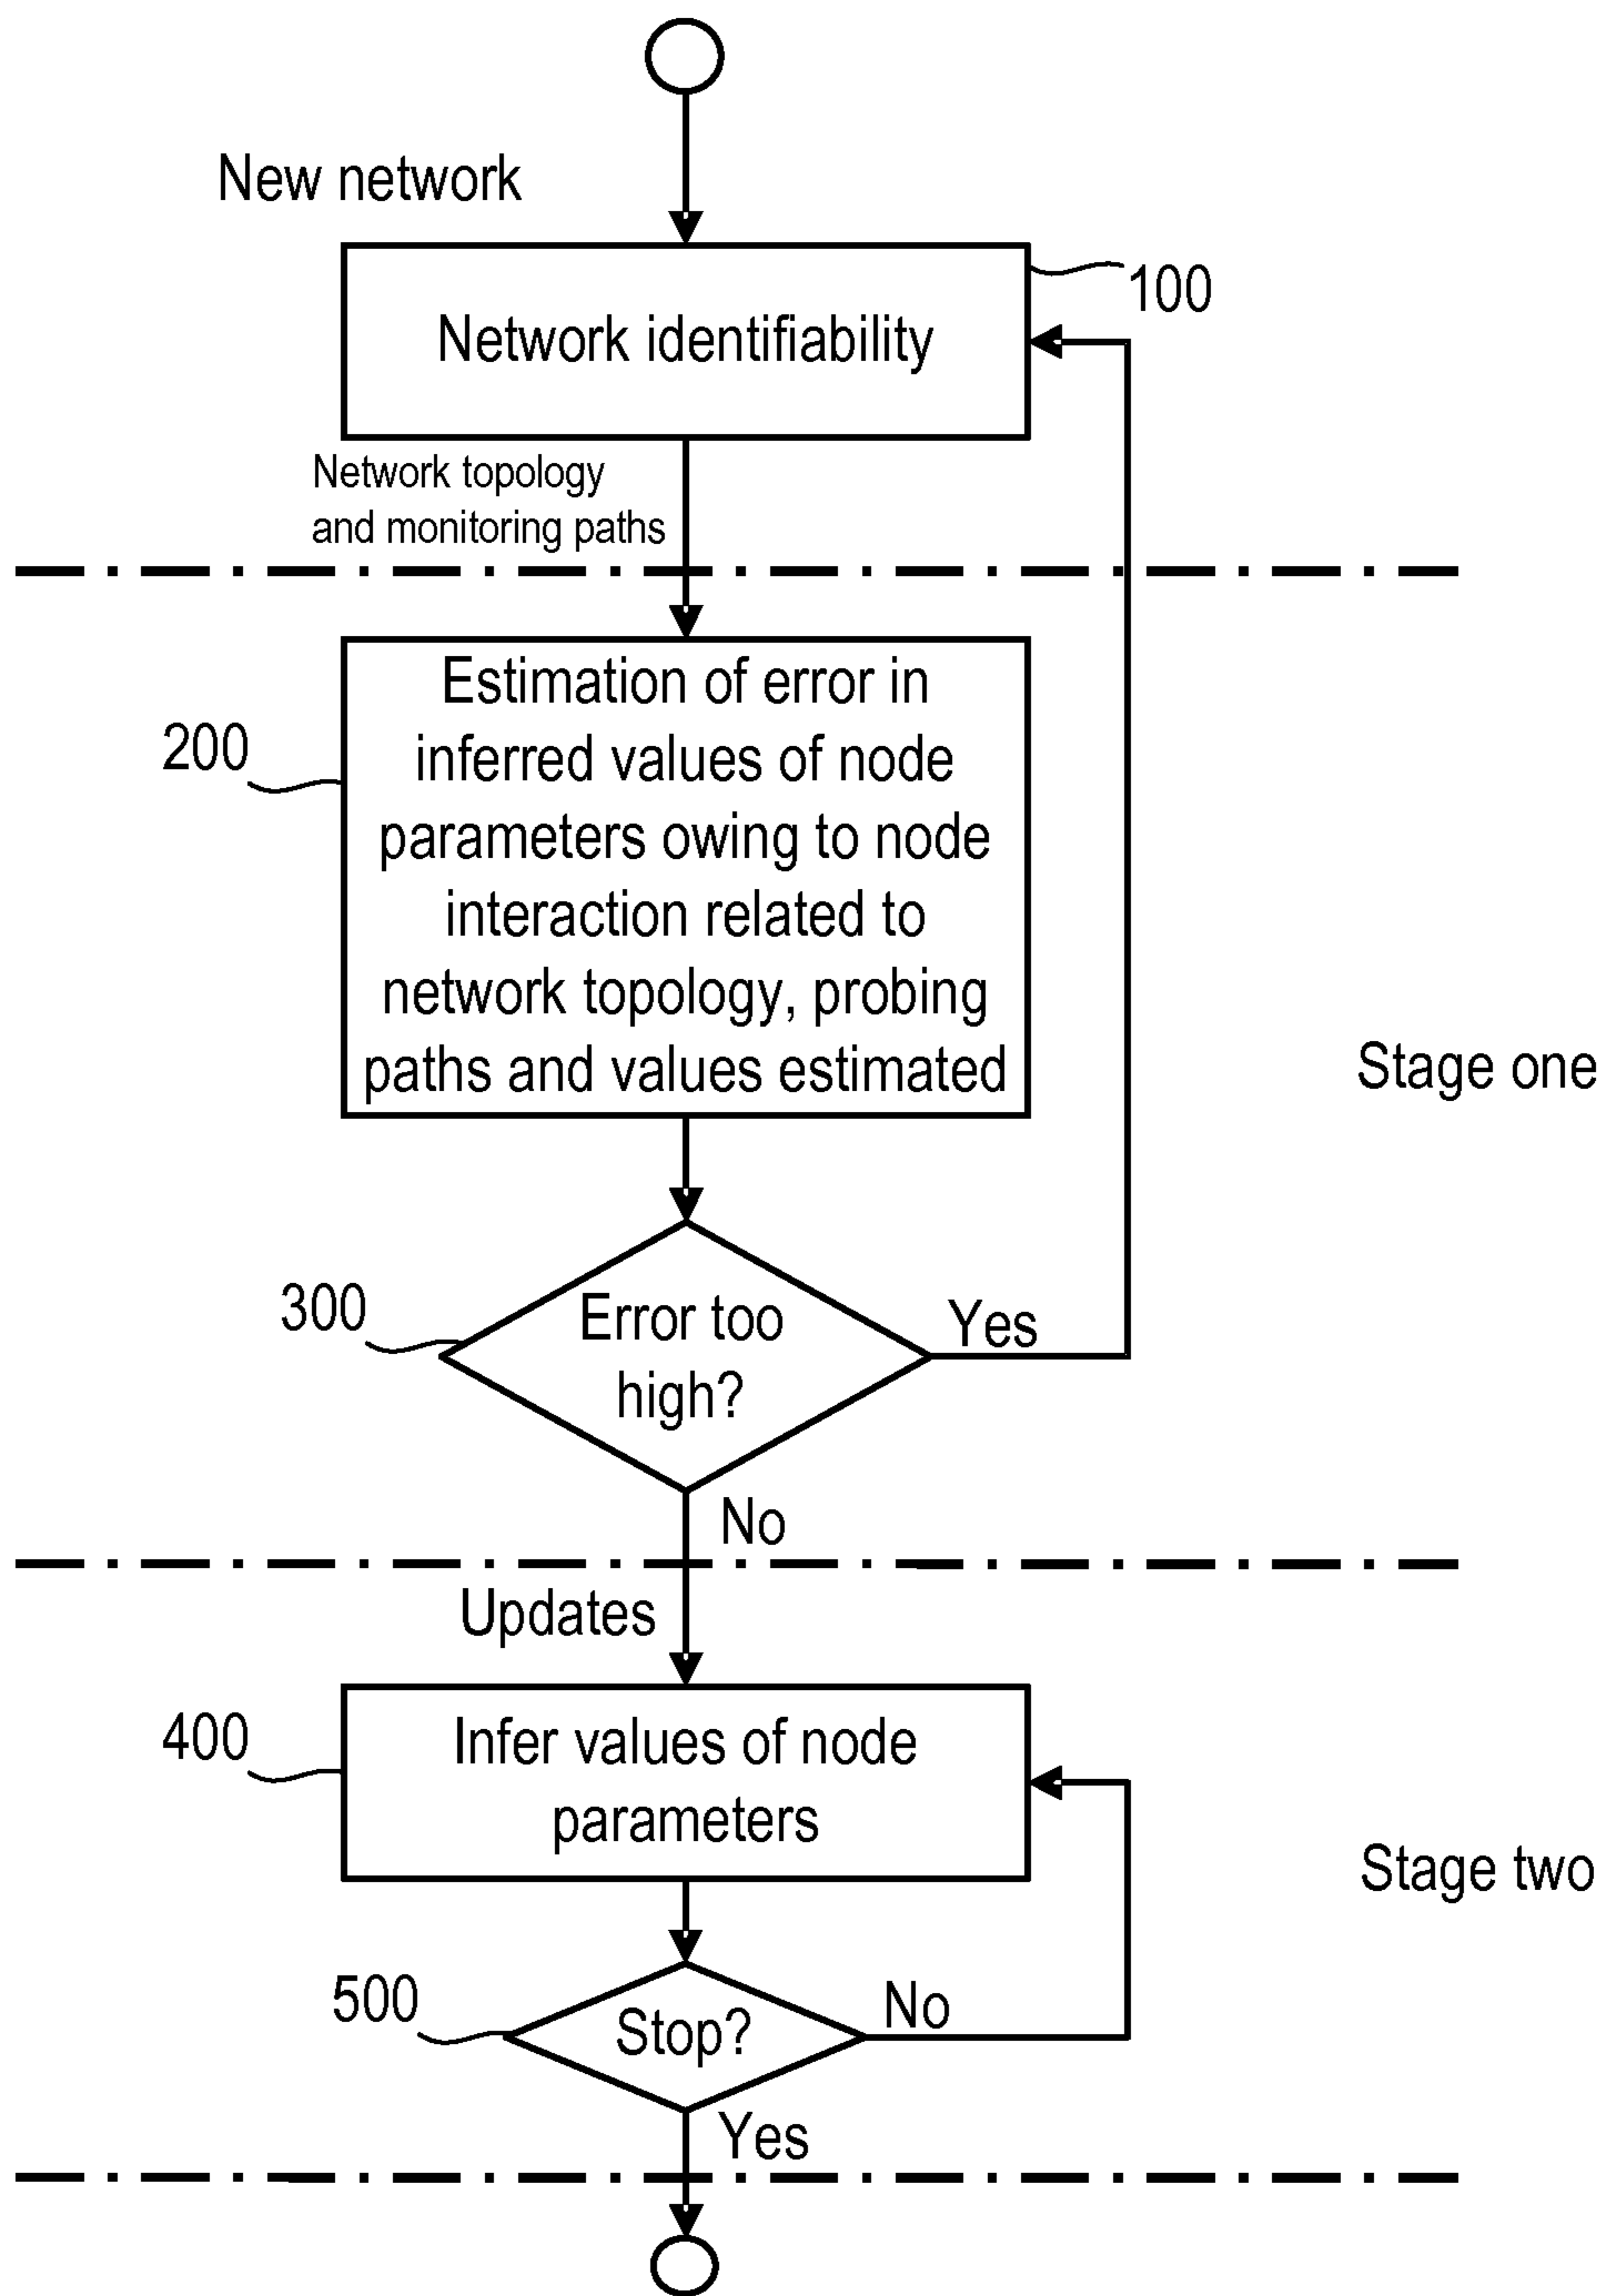 New network
100
Network identifiability
Network topology
and monitoring paths
Estimation of error in
inferred values of node
parameters owing to node
interaction related to
network topology, probing
paths and values estimated
200
Stage one
300
Error too
high?
Yes
No
Updates
400
Infer values of node
parameters
Stage two
500
Stop?
No
Yes